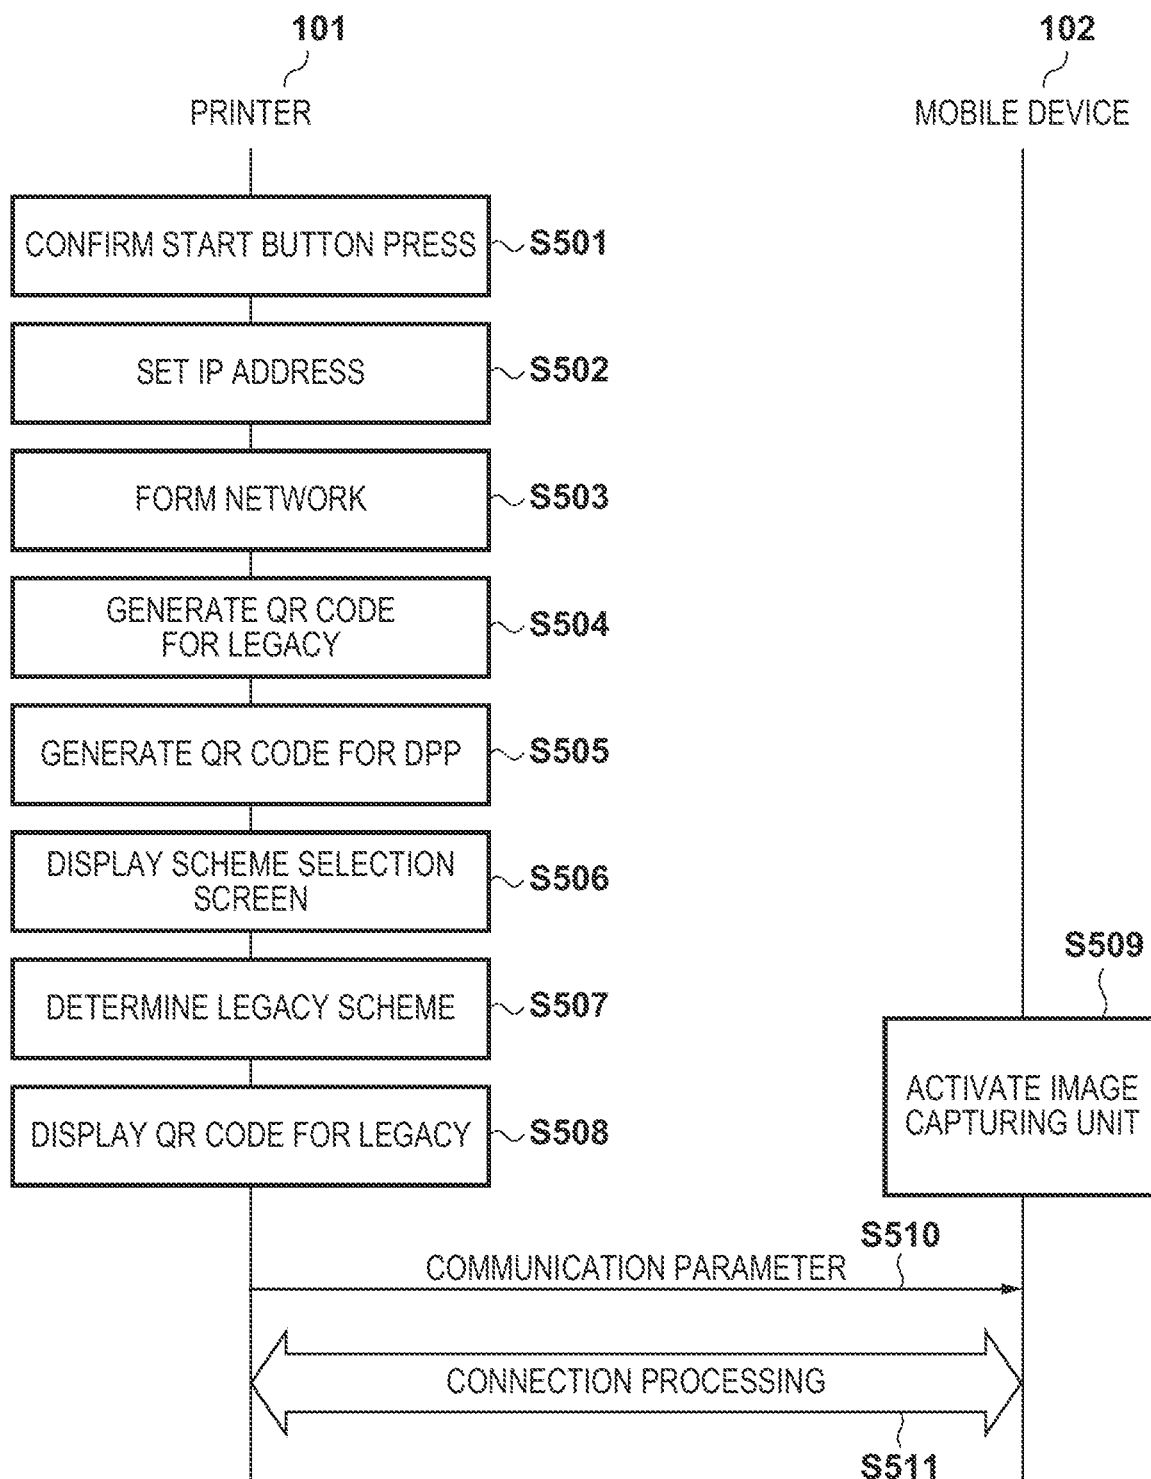 101
102
PRINTER
MOBILE DEVICE
CONFIRM START BUTTON PRESS
S501
SET IP ADDRESS
S502
FORM NETWORK
S503
GENERATE QR CODE
FOR LEGACY
S504
GENERATE QR CODE FOR DPP
S505
DISPLAY SCHEME SELECTION
SCREEN
S506
DETERMINE LEGACY SCHEME
S507
S509
ACTIVATE IMAGE
CAPTURING UNIT
DISPLAY QR CODE FOR LEGACY
S508
S510
COMMUNICATION PARAMETER
CONNECTION PROCESSING
S511